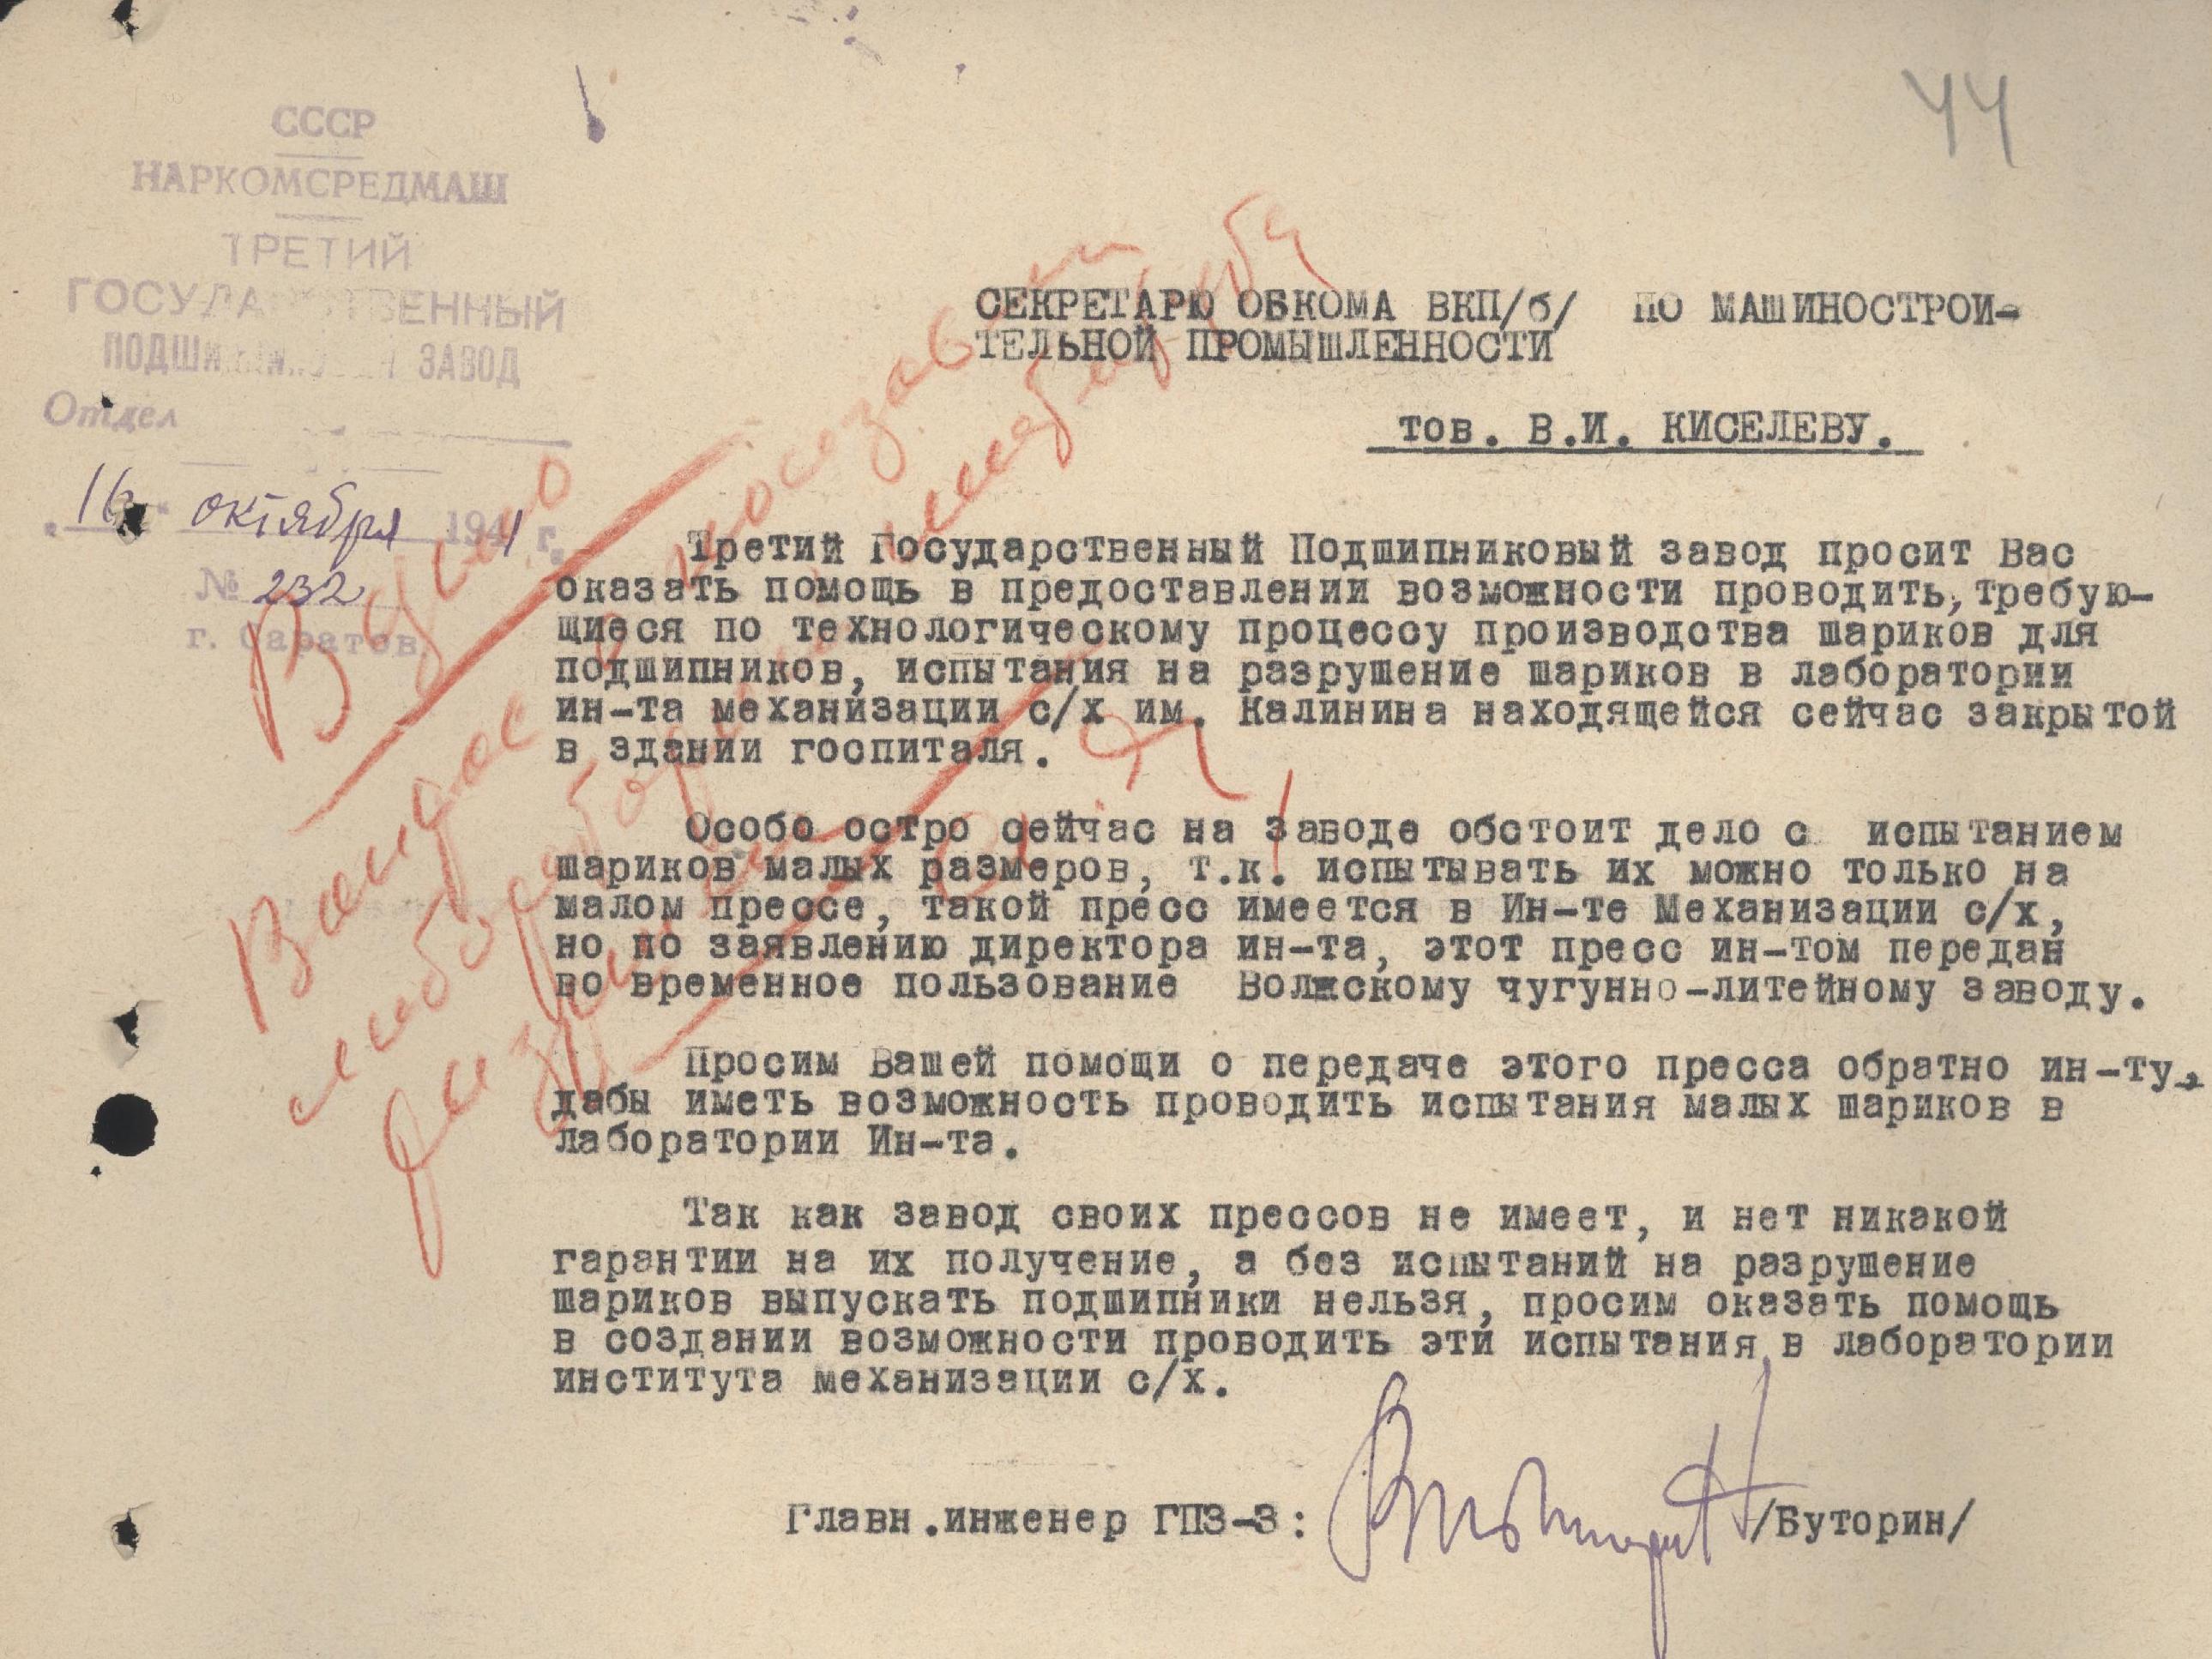 44
СССР
НАРКОМСРЕДМАШ
ТРЕТИЙ
ГОСУДАРСТВЕННЫЙ
ПОДШИПНИКОВЫЙ ЗАВОД
Отдел
„16“ октября 1941 г.
№ 232
г. Саратов.
СЕКРЕТАРЮ ОБКОМА ВКП/б/ ПО МАШИНОСТРОИ-
ТЕЛЬНОЙ ПРОМЫШЛЕННОСТИ
тов. В.И. КИСЕЛЕВУ.
Третий Государственный Подшипниковый завод просит Вас
оказать помощь в предоставлении возможности проводить, требую-
щиеся по технологическому процессу производства шариков для
подшипников, испытания на разрушение шариков в лаборатории
ин-та механизации с/х им. Калинина находящейся сейчас закрытой
в здании госпиталя.
Особо остро сейчас на заводе обстоит дело с испытанием
шариков малых размеров, т.к. испытывать их можно только на
малом прессе, такой пресс имеется в Ин-те Механизации с/х,
но по заявлению директора ин-та, этот пресс ин-том передан
во временное пользование Волжскому чугунно-литейному заводу.
Просим Вашей помощи о передаче этого пресса обратно ин-ту,
дабы иметь возможность проводить испытания малых шариков в
лаборатории Ин-та.
Так как завод своих прессов не имеет, и нет никакой
гарантии на их получение, а без испытаний на разрушение
шариков выпускать подшипники нельзя, просим оказать помощь
в создании возможности проводить эти испытания в лаборатории
института механизации с/х.
Главн.инженер ГПЗ-3: /Буторин/
В дело
Вопрос о